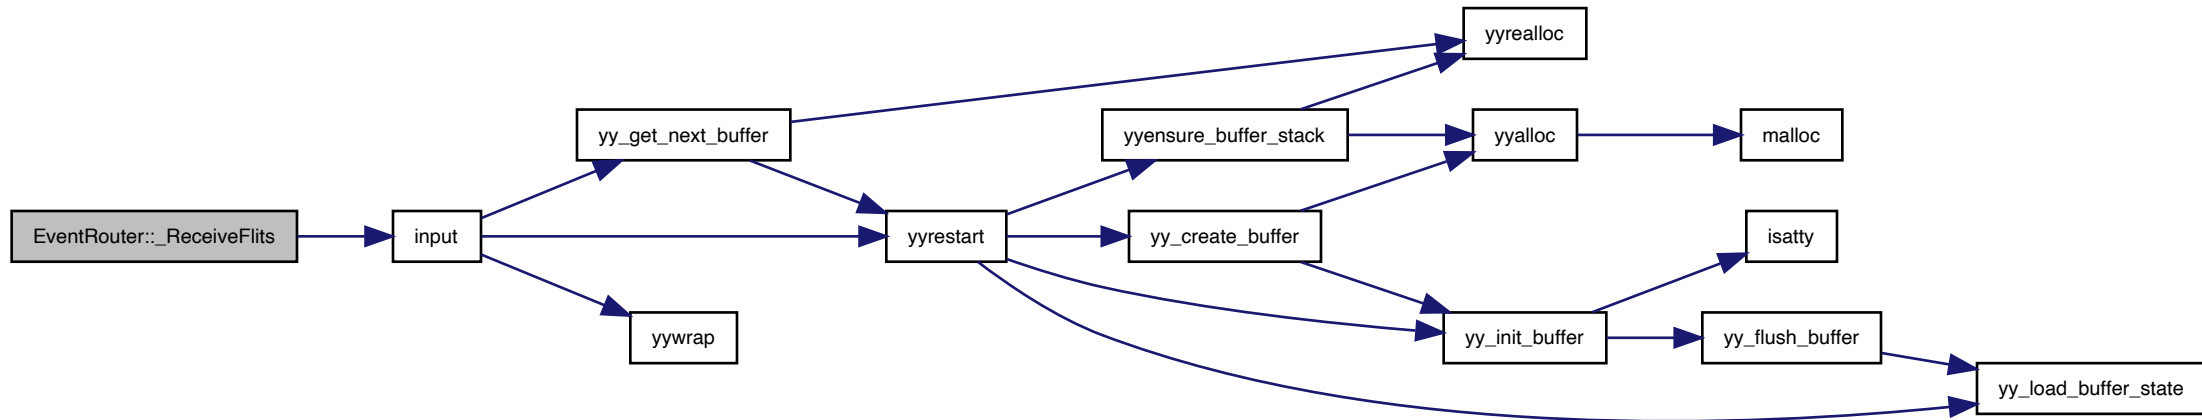 yyrealloc
yy_get_next_buffer
yyensure_buffer_stack
yyalloc
malloc
EventRouter::_ReceiveFlits
input
yyrestart
yy_create_buffer
isatty
yywrap
yy_init_buffer
yy_flush_buffer
yy_load_buffer_state